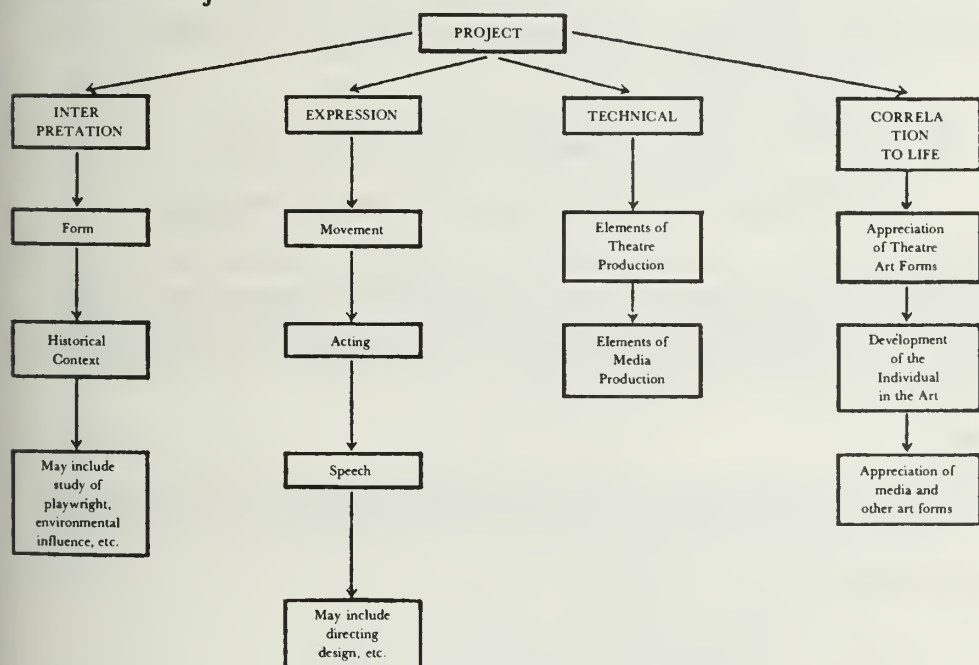 PROJECT
INTER
PRETATION
Form
Historical
Context
May include
study of
playwright,
environmental
influence, etc.
EXPRESSION
Movement
Acting
Speech
May include
directing
design, etc.
TECHNICAL
Elements of
Theatre
Production
Elements of
Media
Production
CORRELA
TION
TO LIFE
Appreciation
of Theatre
Art Forms
Development
of the
Individual
in the Art
Appreciation of
media and
other art forms